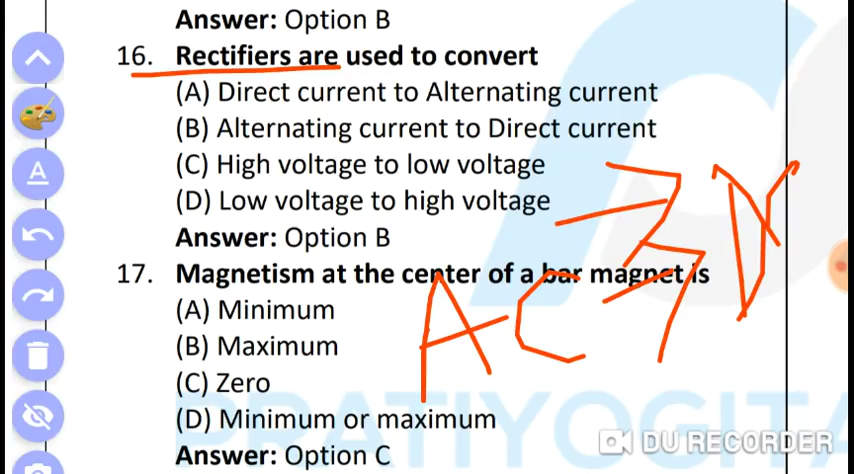 Answer: Option B
16. Rectifiers are used to convert
(A) Direct current to Alternating current
(B) Alternating current to Direct current
(C) High voltage to low voltage
(D) Low voltage to high voltage
Answer: Option B
17. Magnetism at the center of a bar magnet is
(A) Minimum
(B) Maximum
(C) Zero
(D) Minimum or maximum
Answer: Option C
AC
A
PRATIYOGITA
DU RECORDER